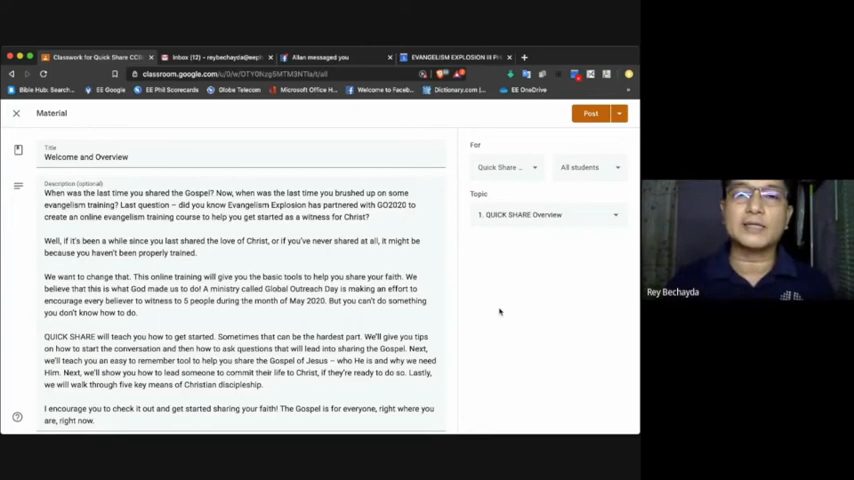 Classwork for Quick Share CCB
Inbox (12) – reybechayda@eeph
Allan messaged you
EVANGELISM EXPLOSION III PH
classroom.google.com/u/0/w/OTY0Nzg5MTM3NTla/t/all
Bible Hub: Search...
EE Google
EE Phil Scorecards
Globe Telecom
Microsoft Office H...
Welcome to Faceb...
Dictionary.com | ...
EE OneDrive
Material
Post
Title
Welcome and Overview
For
Quick Share ...
All students
Topic
1. QUICK SHARE Overview
Description (optional)
When was the last time you shared the Gospel? Now, when was the last time you brushed up on some
evangelism training? Last question – did you know Evangelism Explosion has partnered with GO2020 to
create an online evangelism training course to help you get started as a witness for Christ?
Well, if it's been a while since you last shared the love of Christ, or if you've never shared at all, it might be
because you haven't been properly trained.
We want to change that. This online training will give you the basic tools to help you share your faith. We
believe that this is what God made us to do! A ministry called Global Outreach Day is making an effort to
encourage every believer to witness to 5 people during the month of May 2020. But you can't do something
you don't know how to do.
QUICK SHARE will teach you how to get started. Sometimes that can be the hardest part. We'll give you tips
on how to start the conversation and then how to ask questions that will lead into sharing the Gospel. Next,
we'll teach you an easy to remember tool to help you share the Gospel of Jesus – who He is and why we need
Him. Next, we'll show you how to lead someone to commit their life to Christ, if they're ready to do so. Lastly,
we will walk through five key means of Christian discipleship.
I encourage you to check it out and get started sharing your faith! The Gospel is for everyone, right where you
are, right now.
Rey Bechayda